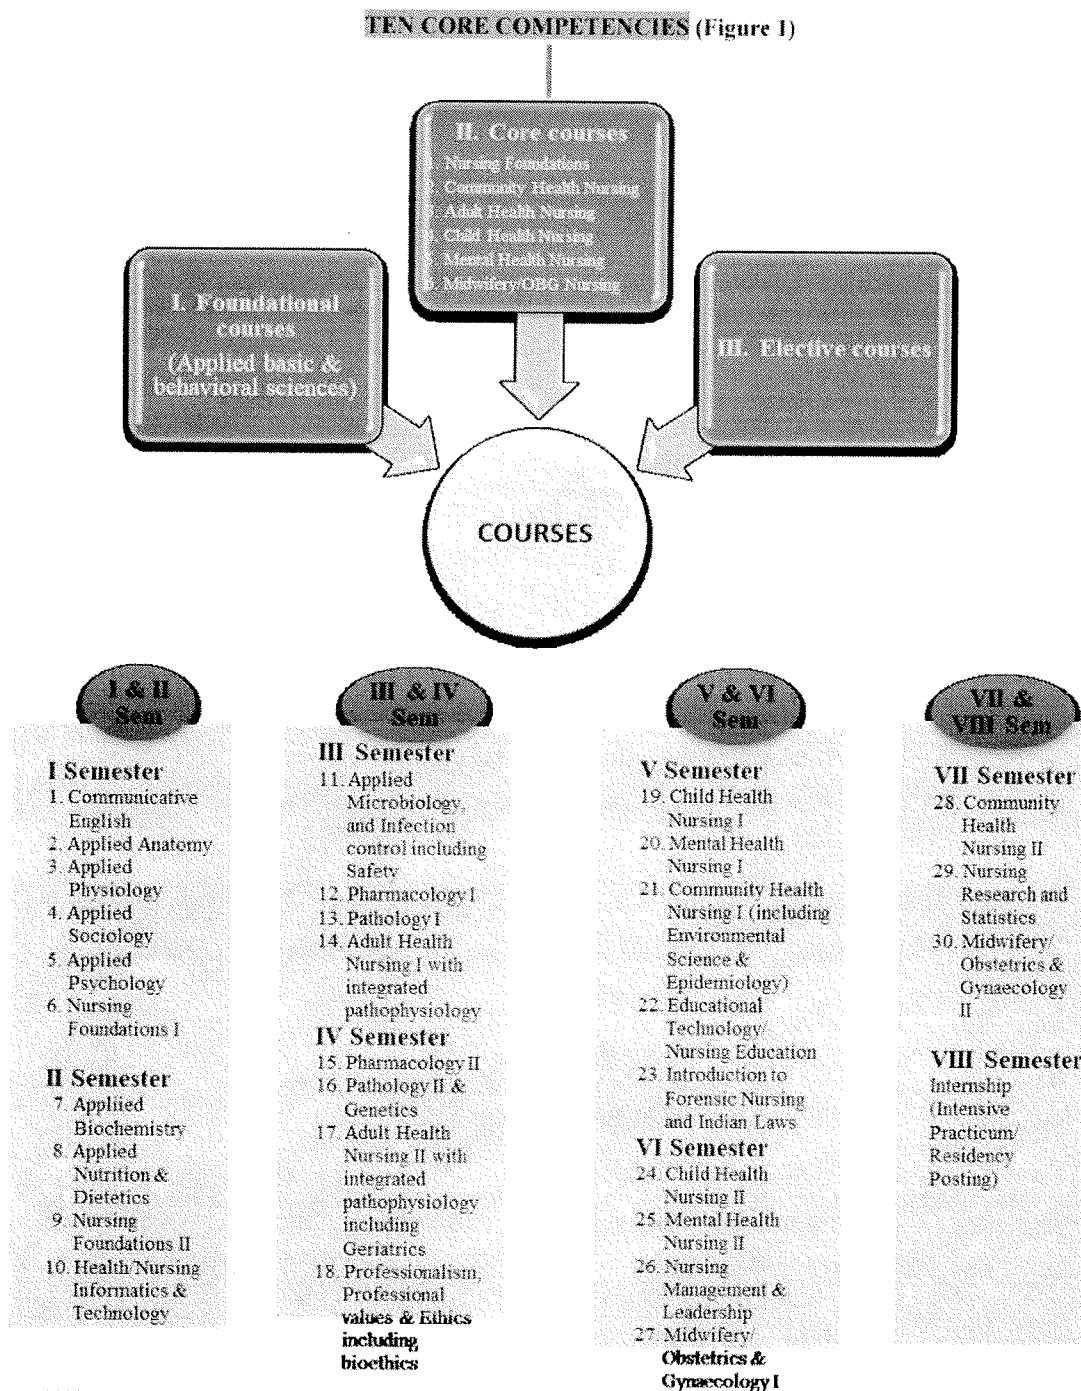 TEN CORE COMPETENCIES (Figure 1)
II. Core courses
Nursing Foundations
Community Health Nursing
Adult Health Nursing
Child Health Nursing
Mental Health Nursing
Midwifery/OBG Nursing
I. Foundational
courses
(Applied basic &
behavioral sciences)
III. Elective courses
COURSES
I & II
Sem
I Semester
1. Communicative
English
2. Applied Anatomy
3. Applied
Physiology
4. Applied
Sociology
5. Applied
Psychology
6. Nursing
Foundations I
II Semester
7. Appliied
Biochemistry
8. Applied
Nutrition &
Dietetics
9. Nursing
Foundations II
10. Health/Nursing
Informatics &
Technology
III & IV
Sem
III Semester
11. Applied
Microbiology,
and Infection
control including
Safety
12. Pharmacology I
13. Pathology I
14. Adult Health
Nursing I with
integrated
pathophysiology
IV Semester
15. Pharmacology II
16. Pathology II &
Genetics
17. Adult Health
Nursing II with
integrated
pathophysiology
including
Geriatrics
18. Professionalism,
Professional
values & Ethics
including
bioethics
V & VI
Sem
V Semester
19. Child Health
Nursing I
20. Mental Health
Nursing I
21. Community Health
Nursing I (including
Environmental
Science &
Epidemiology)
22. Educational
Technology/
Nursing Education
23. Introduction to
Forensic Nursing
and Indian Laws
VI Semester
24. Child Health
Nursing II
25. Mental Health
Nursing II
26. Nursing
Management &
Leadership
27. Midwifery/
Obstetrics &
Gynaecology I
VII &
VIII Sem
VII Semester
28. Community
Health
Nursing II
29. Nursing
Research and
Statistics
30. Midwifery/
Obstetrics &
Gynaecology
II
VIII Semester
Internship
(Intensive
Practicum/
Residency
Posting)